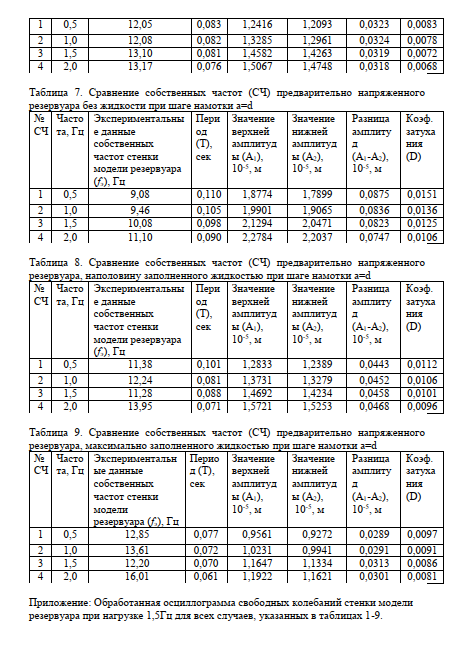 1 0,5 12,05 0,083 1,2416 1,2093 0,0323 0,0083
2 1,0 12,08 0,082 1,3285 1,2961 0,0324 0,0078
3 1,5 13,10 0,081 1,4582 1,4263 0,0319 0,0072
4 2,0 13,17 0,076 1,5067 1,4748 0,0318 0,0068
Таблица 7. Сравнение собственных частот (СЧ) предварительно напряженного
резервуара без жидкости при шаге намотки a=d
№ Часто Экспериментальны Пери Значение Значение Разница Коэф.
СЧ та, Гц е данные од верхней нижней амплиту затуха
собственных (T), амплитуд амплитуд д ния
частот стенки сек ы (A₁), ы (A₂), (A₁-A₂), (D)
модели резервуара 10⁻⁵, м 10⁻⁵, м 10⁻⁵, м
(fₑ), Гц
1 0,5 9,08 0,110 1,8774 1,7899 0,0875 0,0151
2 1,0 9,46 0,105 1,9901 1,9065 0,0836 0,0136
3 1,5 10,08 0,098 2,1294 2,0471 0,0823 0,0125
4 2,0 11,10 0,090 2,2784 2,2037 0,0747 0,0106
Таблица 8. Сравнение собственных частот (СЧ) предварительно напряженного
резервуара, наполовину заполненного жидкостью при шаге намотки a=d
№ Часто Экспериментальны Пери Значение Значение Разница Коэф.
СЧ та, Гц е данные од верхней нижней амплиту затуха
собственных (T), амплитуд амплитуд д ния
частот стенки сек ы (A₁), ы (A₂), (A₁-A₂), (D)
модели резервуара 10⁻⁵, м 10⁻⁵, м 10⁻⁵, м
(fₑ), Гц
1 0,5 11,38 0,101 1,2833 1,2389 0,0443 0,0112
2 1,0 12,24 0,081 1,3731 1,3279 0,0452 0,0106
3 1,5 11,28 0,088 1,4692 1,4234 0,0458 0,0101
4 2,0 13,95 0,071 1,5721 1,5253 0,0468 0,0096
Таблица 9. Сравнение собственных частот (СЧ) предварительно напряженного
резервуара, максимально заполненного жидкостью при шаге намотки a=d
№ Часто Экспериментальн Перио Значение Значение Разница Коэф.
СЧ та, Гц ые данные д (T), верхней нижней амплиту затуха
собственных сек амплитуд амплитуд д ния
частот стенки ы (A₁), ы (A₂), (A₁-A₂), (D)
модели 10⁻⁵, м 10⁻⁵, м 10⁻⁵, м
резервуара (fₑ), Гц
1 0,5 12,85 0,077 0,9561 0,9272 0,0289 0,0097
2 1,0 13,61 0,072 1,0231 0,9941 0,0291 0,0091
3 1,5 12,20 0,070 1,1647 1,1334 0,0313 0,0086
4 2,0 16,01 0,061 1,1922 1,1621 0,0301 0,0081
Приложение: Обработанная осциллограмма свободных колебаний стенки модели
резервуара при нагрузке 1,5Гц для всех случаев, указанных в таблицах 1-9.